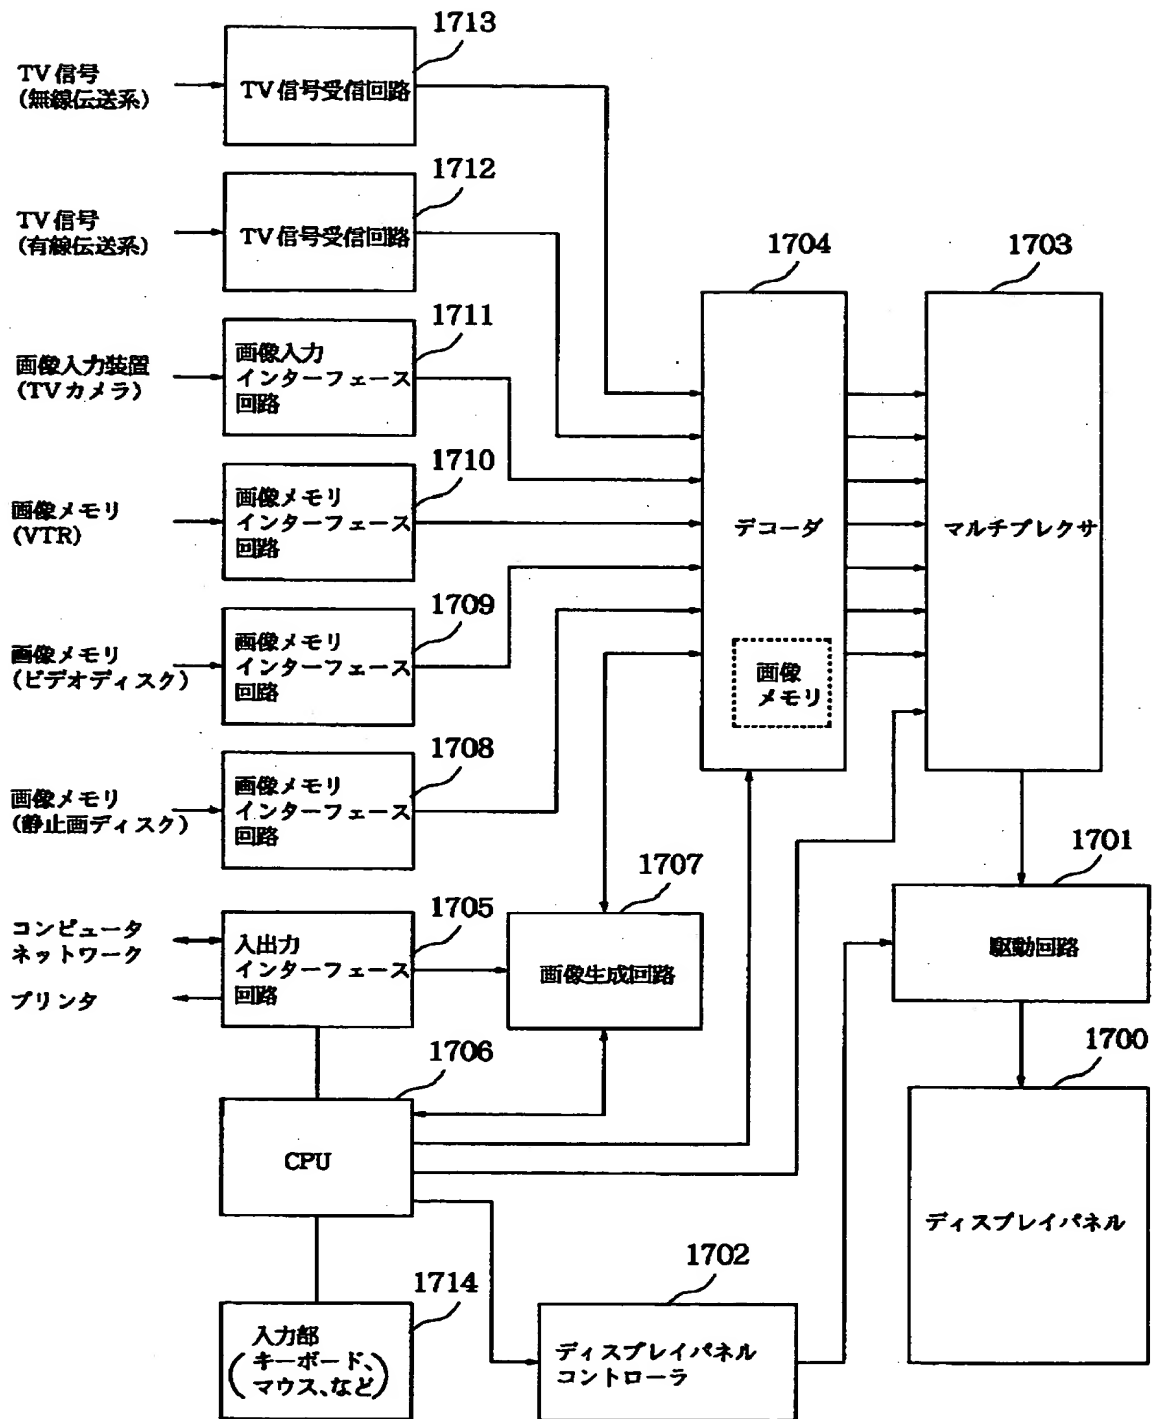 1713
TV信号
(無線伝送系)
TV信号受信回路
1712
TV信号
(有線伝送系)
TV信号受信回路
1704
1703
1711
画像入力装置
(TVカメラ)
画像入力
インターフェース
回路
1710
画像メモリ
(VTR)
画像メモリ
インターフェース
回路
デコーダ
マルチプレクサ
1709
画像メモリ
(ビデオディスク)
画像メモリ
インターフェース
回路
画像
メモリ
1708
画像メモリ
(静止画ディスク)
画像メモリ
インターフェース
回路
1707
1701
1705
コンピュータ
ネットワーク
プリンタ
入出力
インターフェース
回路
画像生成回路
駆動回路
1706
1700
CPU
ディスプレイパネル
1702
1714
入力部
(キーボード、
マウス、など)
ディスプレイパネル
コントローラ